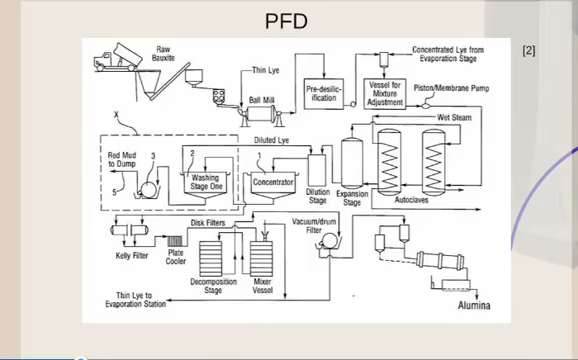 PFD
[2]
Raw
Bauxite
Thin Lye
Ball Mill
Pre-desilic-
ification
Concentrated Lye from
Evaporation Stage
Vessel for
Mixture
Adjustment
Piston/Membrane Pump
Wet Steam
X
Diluted Lye
Red Mud
to Dump
3
5
2
Washing
Stage One
1
Concentrator
Dilution
Stage
Expansion
Stage
Autoclaves
Kelly Filter
Plate
Cooler
Disk Filters
Decomposition
Stage
Mixer
Vessel
Vacuum/drum
Filter
Thin Lye to
Evaporation Station
Alumina